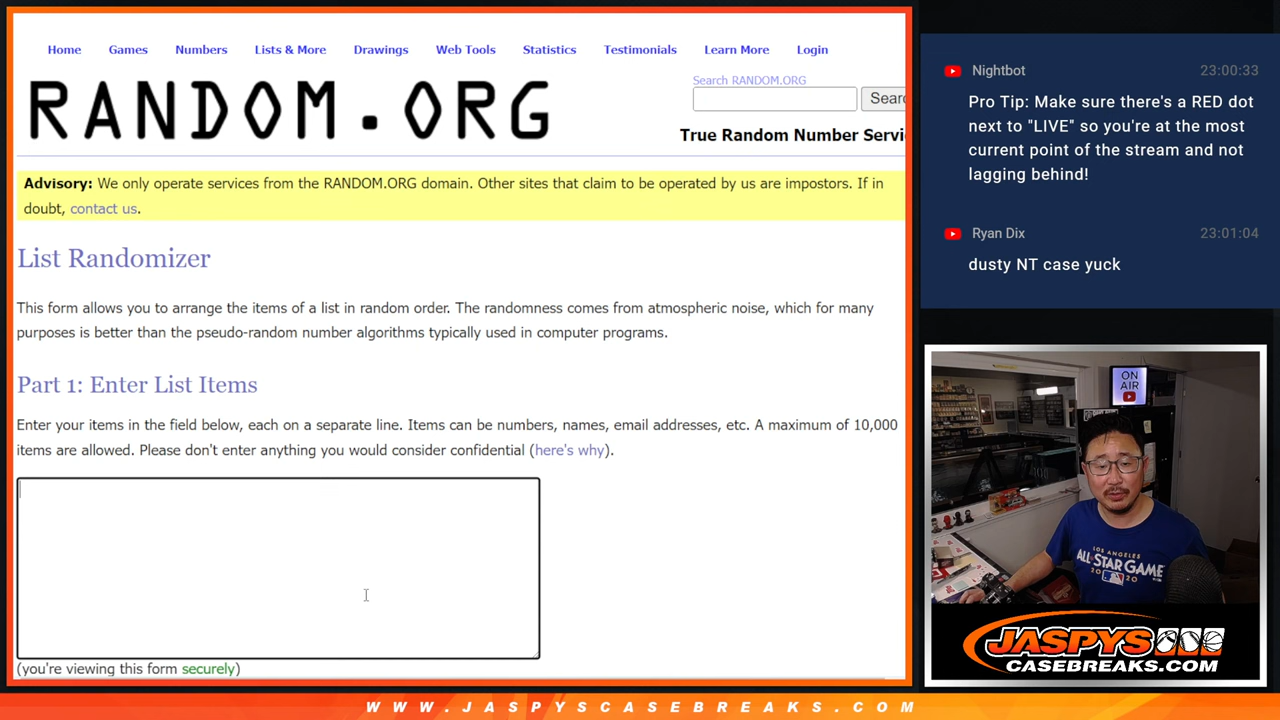 Home Games Numbers Lists & More Drawings Web Tools Statistics Testimonials Learn More Login
RANDOM.ORG
Search RANDOM.ORG
Searc
True Random Number Servi
Advisory: We only operate services from the RANDOM.ORG domain. Other sites that claim to be operated by us are impostors. If in
doubt, contact us.
List Randomizer
This form allows you to arrange the items of a list in random order. The randomness comes from atmospheric noise, which for many
purposes is better than the pseudo-random number algorithms typically used in computer programs.
Part 1: Enter List Items
Enter your items in the field below, each on a separate line. Items can be numbers, names, email addresses, etc. A maximum of 10,000
items are allowed. Please don't enter anything you would consider confidential (here's why).
(you're viewing this form securely)
Nightbot 23:00:33
Pro Tip: Make sure there's a RED dot
next to "LIVE" so you're at the most
current point of the stream and not
lagging behind!
Ryan Dix 23:01:04
dusty NT case yuck
ON
AIR
LOS ANGELES
ALL STAR GAME
2020
JASPYS
CASEBREAKS.COM
WWW.JASPYSCASEBREAKS.COM